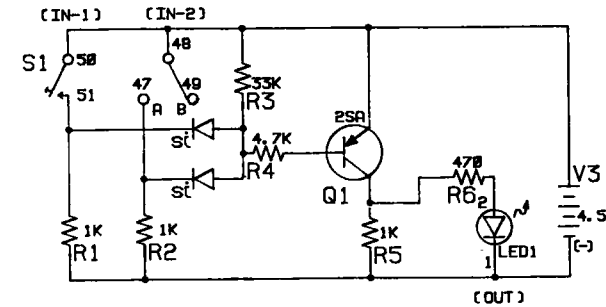 (IN-1) (IN-2)
S1 50 48
51 47 49
A B
33K
R3
2SA
Si
4.7K
R4
Si
Q1
470
R6
2
V3
4.5
(-)
1K
R1
1K
R2
1K
R5
LED1
1
(OUT)